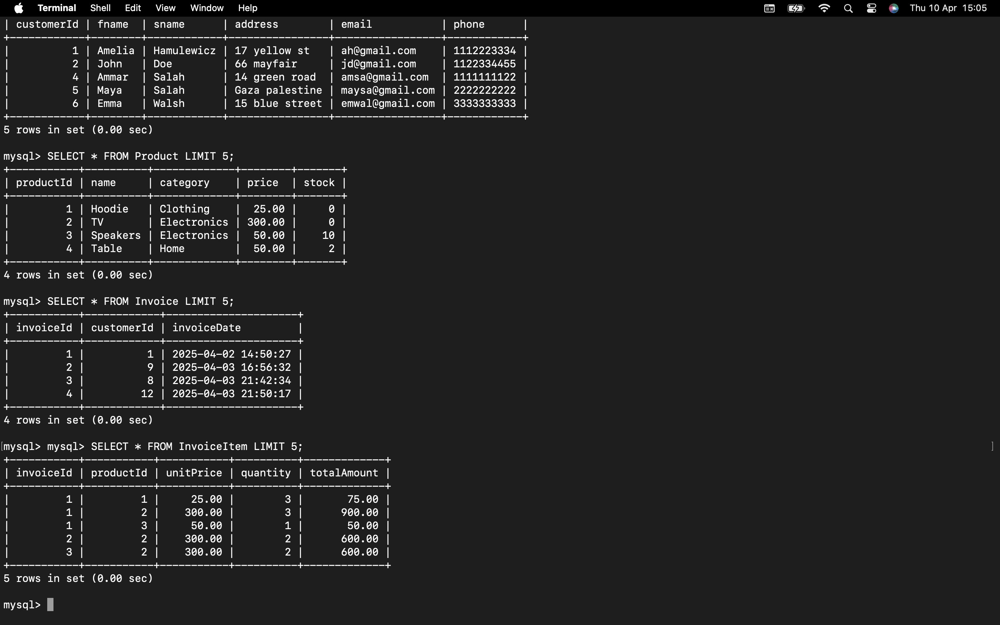 Terminal Shell Edit View Window Help Thu 10 Apr 15:05
| customerId | fname  | sname      | address        | email           | phone      |
+------------+--------+------------+----------------+-----------------+------------+
|          1 | Amelia | Hamulewicz | 17 yellow st   | ah@gmail.com    | 1112223334 |
|          2 | John   | Doe        | 66 mayfair     | jd@gmail.com    | 1122334455 |
|          4 | Ammar  | Salah      | 14 green road  | amsa@gmail.com  | 1111111122 |
|          5 | Maya   | Salah      | Gaza palestine | maysa@gmail.com | 2222222222 |
|          6 | Emma   | Walsh      | 15 blue street | emwal@gmail.com | 3333333333 |
+------------+--------+------------+----------------+-----------------+------------+
5 rows in set (0.00 sec)
mysql> SELECT * FROM Product LIMIT 5;
+-----------+----------+-------------+--------+-------+
| productId | name     | category    | price  | stock |
+-----------+----------+-------------+--------+-------+
|         1 | Hoodie   | Clothing    |  25.00 |     0 |
|         2 | TV       | Electronics | 300.00 |     0 |
|         3 | Speakers | Electronics |  50.00 |    10 |
|         4 | Table    | Home        |  50.00 |     2 |
+-----------+----------+-------------+--------+-------+
4 rows in set (0.00 sec)
mysql> SELECT * FROM Invoice LIMIT 5;
+-----------+------------+---------------------+
| invoiceId | customerId | invoiceDate         |
+-----------+------------+---------------------+
|         1 |          1 | 2025-04-02 14:50:27 |
|         2 |          9 | 2025-04-03 16:56:32 |
|         3 |          8 | 2025-04-03 21:42:34 |
|         4 |         12 | 2025-04-03 21:50:17 |
+-----------+------------+---------------------+
4 rows in set (0.00 sec)
[mysql> mysql> SELECT * FROM InvoiceItem LIMIT 5; ]
+-----------+-----------+-----------+----------+-------------+
| invoiceId | productId | unitPrice | quantity | totalAmount |
+-----------+-----------+-----------+----------+-------------+
|         1 |         1 |     25.00 |        3 |       75.00 |
|         1 |         2 |    300.00 |        3 |      900.00 |
|         1 |         3 |     50.00 |        1 |       50.00 |
|         2 |         2 |    300.00 |        2 |      600.00 |
|         3 |         2 |    300.00 |        2 |      600.00 |
+-----------+-----------+-----------+----------+-------------+
5 rows in set (0.00 sec)
mysql>